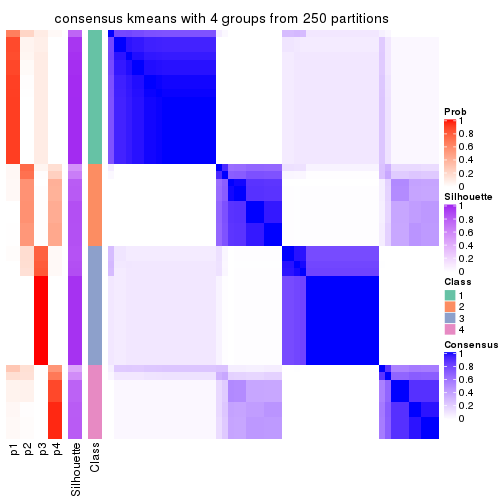 consensus kmeans with 4 groups from 250 partitions
Prob
1
0.8
0.6
0.4
0.2
0
Silhouette
1
0.8
0.6
0.4
0.2
0
Class
1
2
3
4
Consensus
1
0.8
0.6
0.4
0.2
0
p1
p2
p3
p4
Silhouette
Class